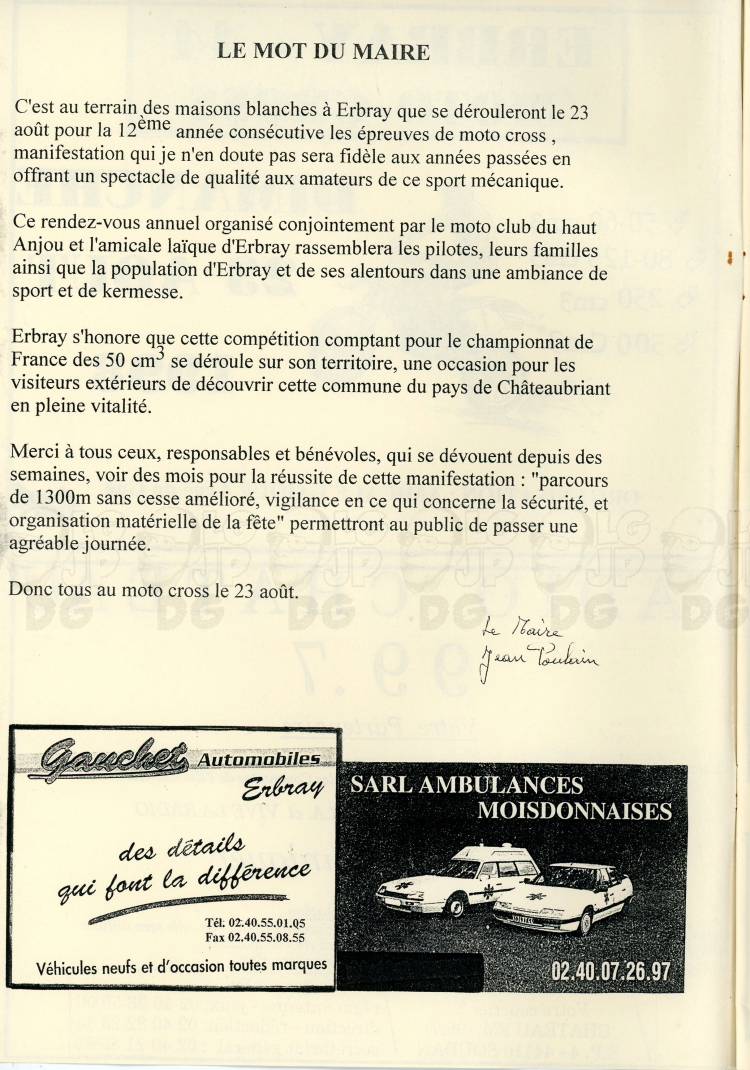 LE MOT DU MAIRE
C'est au terrain des maisons blanches à Erbray que se dérouleront le 23
août pour la 12ème année consécutive les épreuves de moto cross ,
manifestation qui je n'en doute pas sera fidèle aux années passées en
offrant un spectacle de qualité aux amateurs de ce sport mécanique.
Ce rendez-vous annuel organisé conjointement par le moto club du haut
Anjou et l'amicale laïque d'Erbray rassemblera les pilotes, leurs familles
ainsi que la population d'Erbray et de ses alentours dans une ambiance de
sport et de kermesse.
Erbray s'honore que cette compétition comptant pour le championnat de
France des 50 cm3 se déroule sur son territoire, une occasion pour les
visiteurs extérieurs de découvrir cette commune du pays de Châteaubriant
en pleine vitalité.
Merci à tous ceux, responsables et bénévoles, qui se dévouent depuis des
semaines, voir des mois pour la réussite de cette manifestation : "parcours
de 1300m sans cesse amélioré, vigilance en ce qui concerne la sécurité, et
organisation matérielle de la fête" permettront au public de passer une
agréable journée.
Donc tous au moto cross le 23 août.
Le Maire
Jean
Gauchet Automobiles
Erbray
des détails
qui font la différence
Tél: 02.40.55.01.05
Fax 02.40.55.08.55
Véhicules neufs et d'occasion toutes marques
SARL AMBULANCES
MOISDONNAISES
02.40.07.26.97